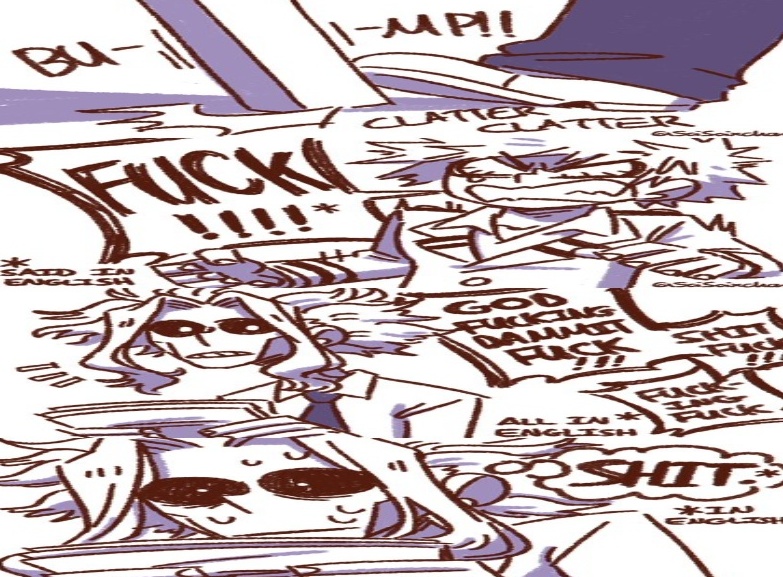 BU-
I-MP!!
CLATTER
CLATTER
FUCK
!!!!*
*
SAID IN
ENGLISH
GOD
FUCKING
DAMMIT
FUCK
!!!
SHIT!
FUCK
!!!
FUCK-
ING
FUCK.
ALL IN *
ENGLISH
SHIT.*
*IN
ENGLISH